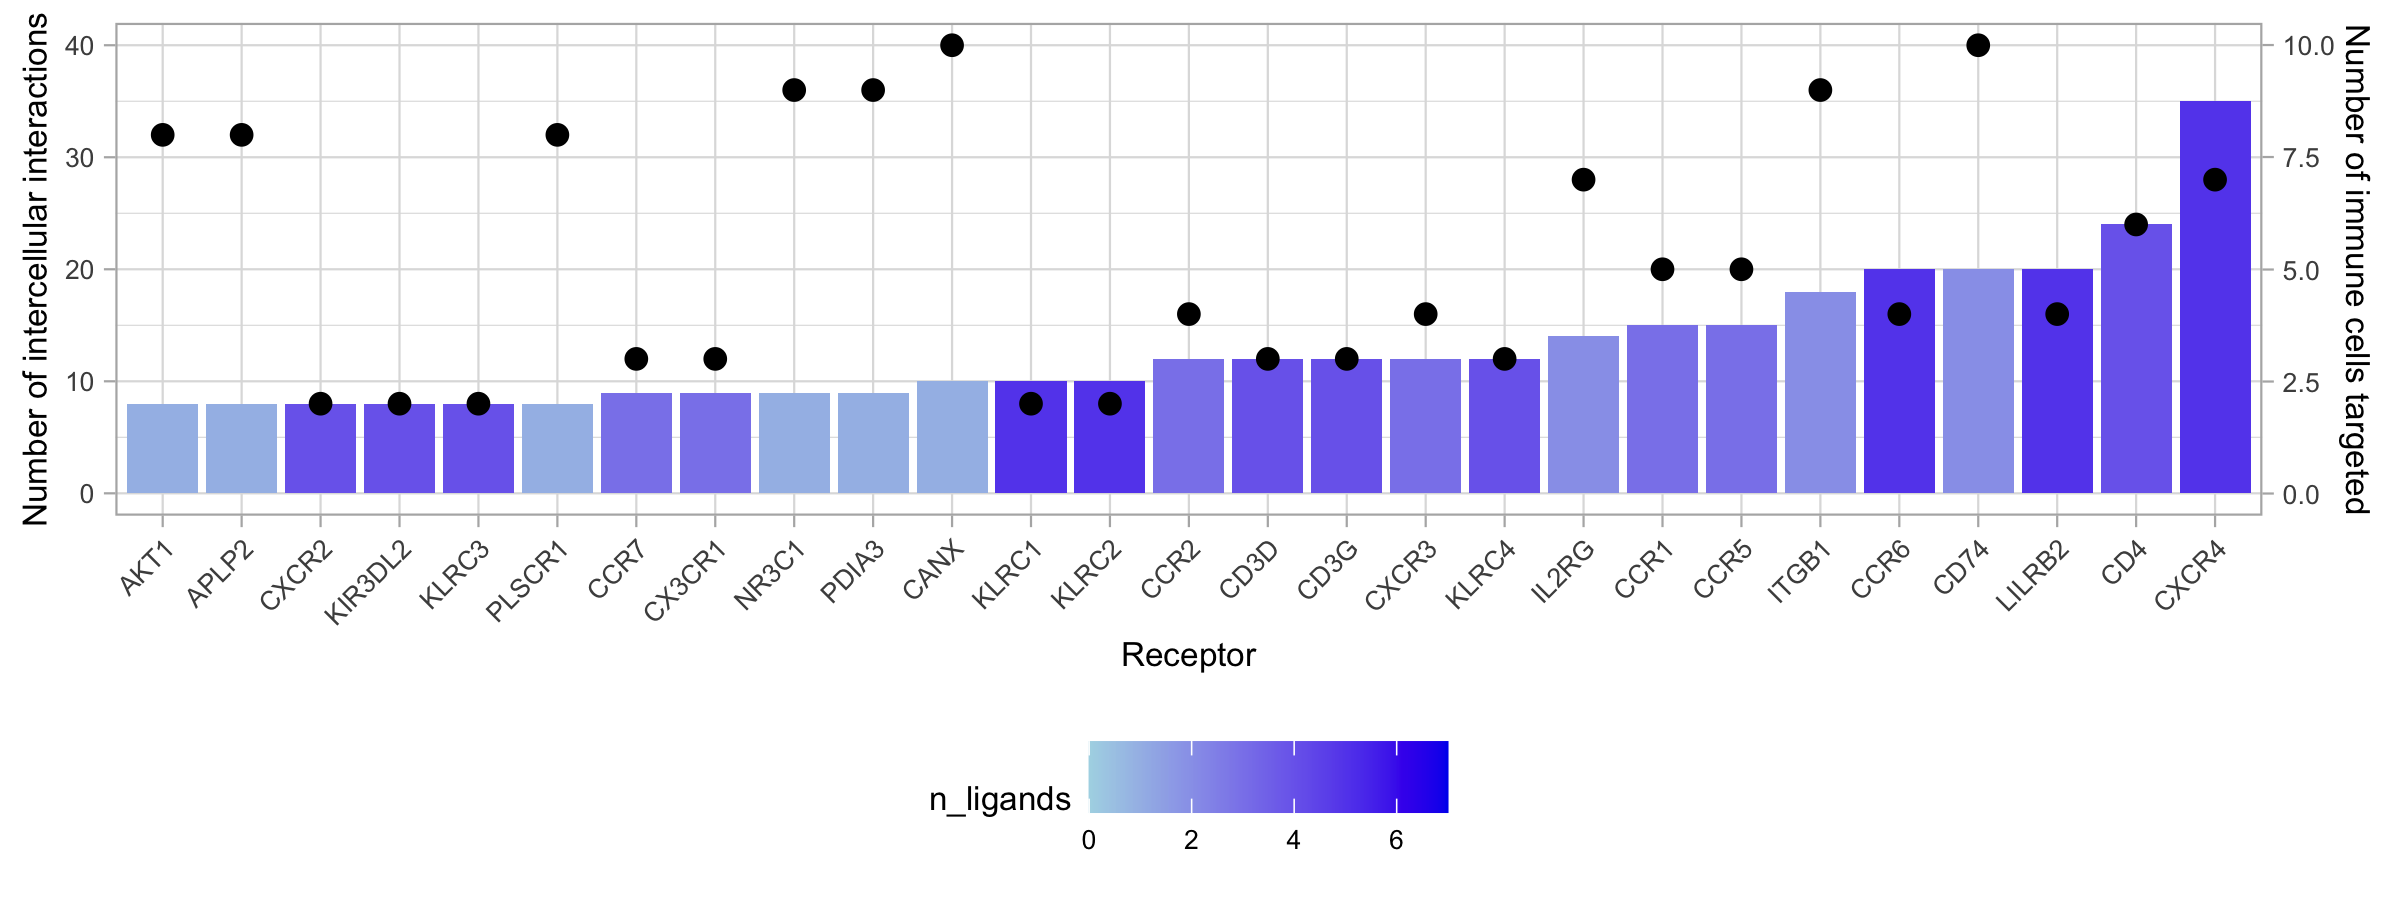 Number of intercellular interactions
40
30
20
10
0
10.0
7.5
5.0
2.5
0.0
Number of immune cells targeted
AKT1
APLP2
CXCR2
KIR3DL2
KLRC3
PLSCR1
CCR7
CX3CR1
NR3C1
PDIA3
CANX
KLRC1
KLRC2
CCR2
CD3D
CD3G
CXCR3
KLRC4
IL2RG
CCR1
CCR5
ITGB1
CCR6
CD74
LILRB2
CD4
CXCR4
Receptor
n_ligands
0 2 4 6